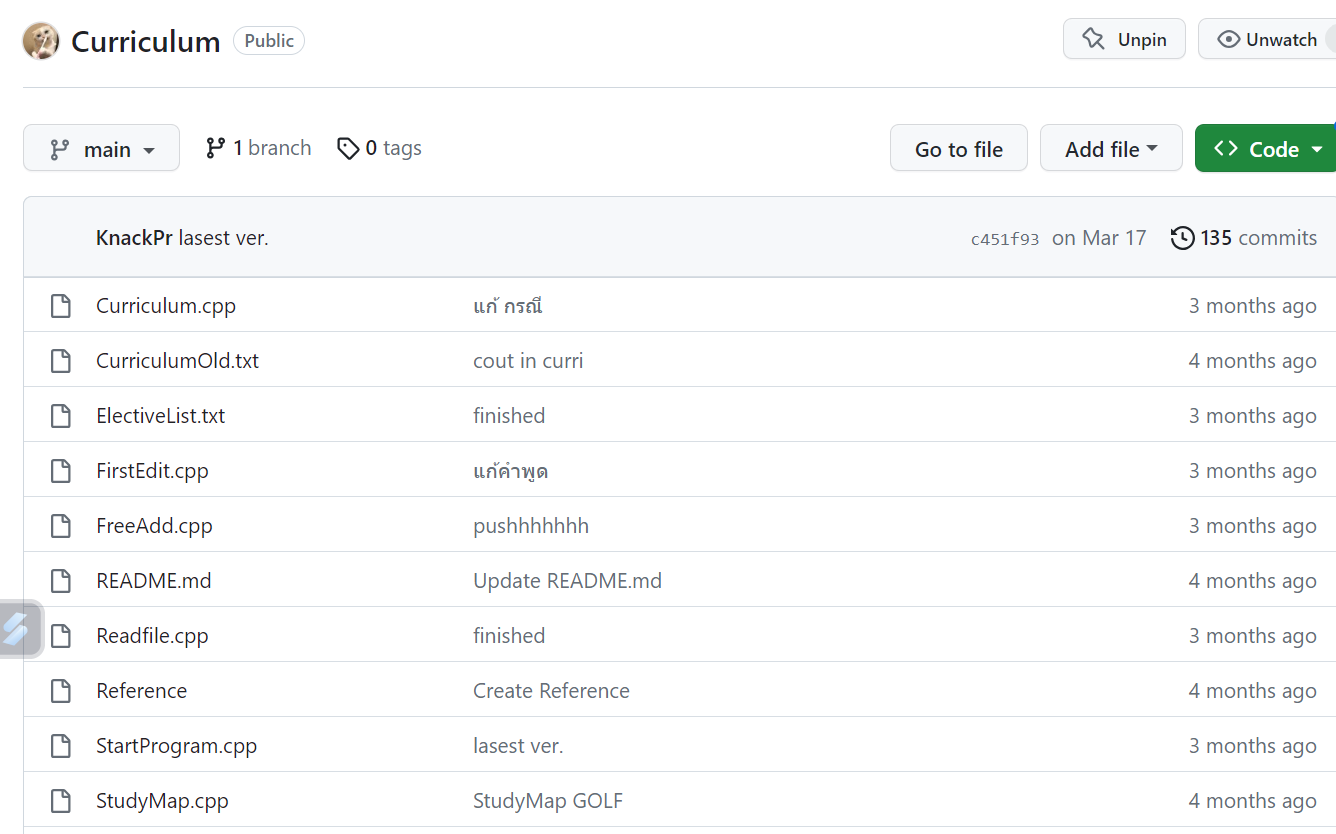 Curriculum Public Unpin Unwatch
main 1 branch 0 tags Go to file Add file Code
KnackPr lasest ver. c451f93 on Mar 17 135 commits
Curriculum.cpp แก้ กรณี 3 months ago
CurriculumOld.txt cout in curri 4 months ago
ElectiveList.txt finished 3 months ago
FirstEdit.cpp แก้คำพูด 3 months ago
FreeAdd.cpp pushhhhhhh 3 months ago
README.md Update README.md 4 months ago
Readfile.cpp finished 3 months ago
Reference Create Reference 4 months ago
StartProgram.cpp lasest ver. 3 months ago
StudyMap.cpp StudyMap GOLF 4 months ago